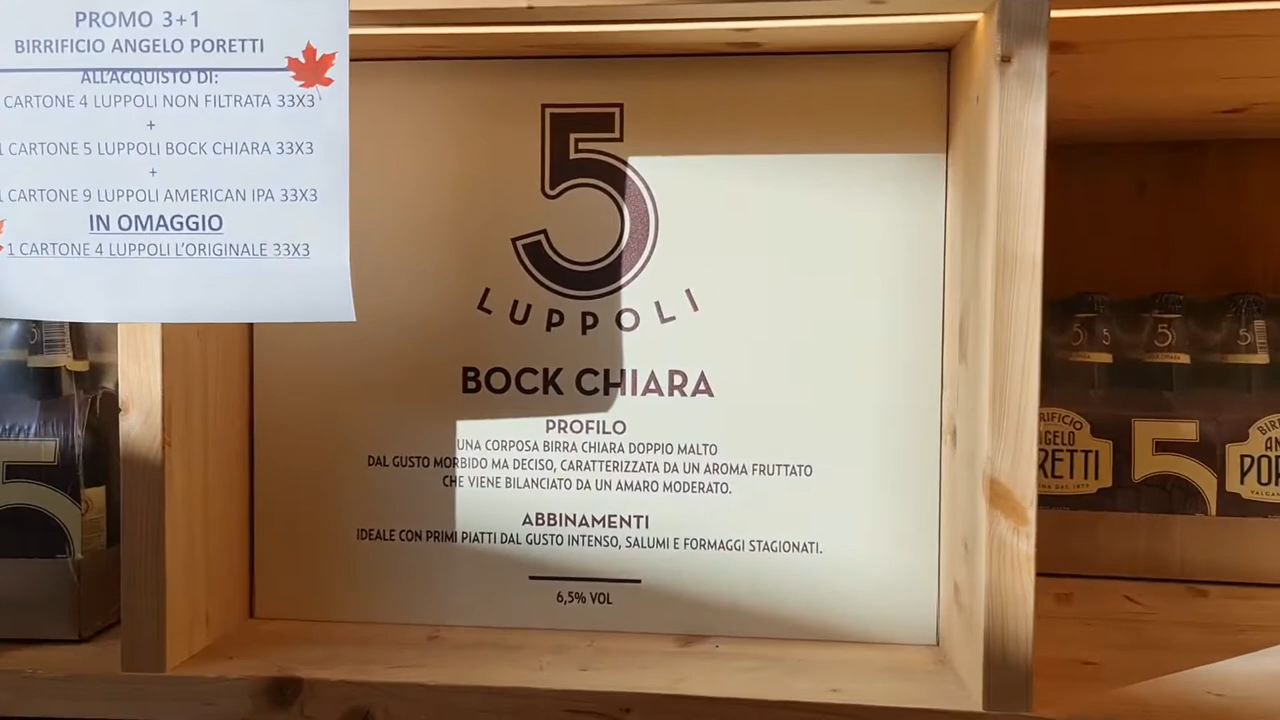 PROMO 3+1
BIRRIFICIO ANGELO PORETTI
ALL'ACQUISTO DI:
CARTONE 4 LUPPOLI NON FILTRATA 33X3
+
1 CARTONE 5 LUPPOLI BOCK CHIARA 33X3
+
1 CARTONE 9 LUPPOLI AMERICAN IPA 33X3
IN OMAGGIO
1 CARTONE 4 LUPPOLI L'ORIGINALE 33X3
5
LUPPOLI
BOCK CHIARA
PROFILO
UNA CORPOSA BIRRA CHIARA DOPPIO MALTO
DAL GUSTO MORBIDO MA DECISO, CARATTERIZZATA DA UN AROMA FRUTTATO
CHE VIENE BILANCIATO DA UN AMARO MODERATO.
ABBINAMENTI
IDEALE CON PRIMI PIATTI DAL GUSTO INTENSO, SALUMI E FORMAGGI STAGIONATI.
6,5% VOL
5
5 5 5 5
5